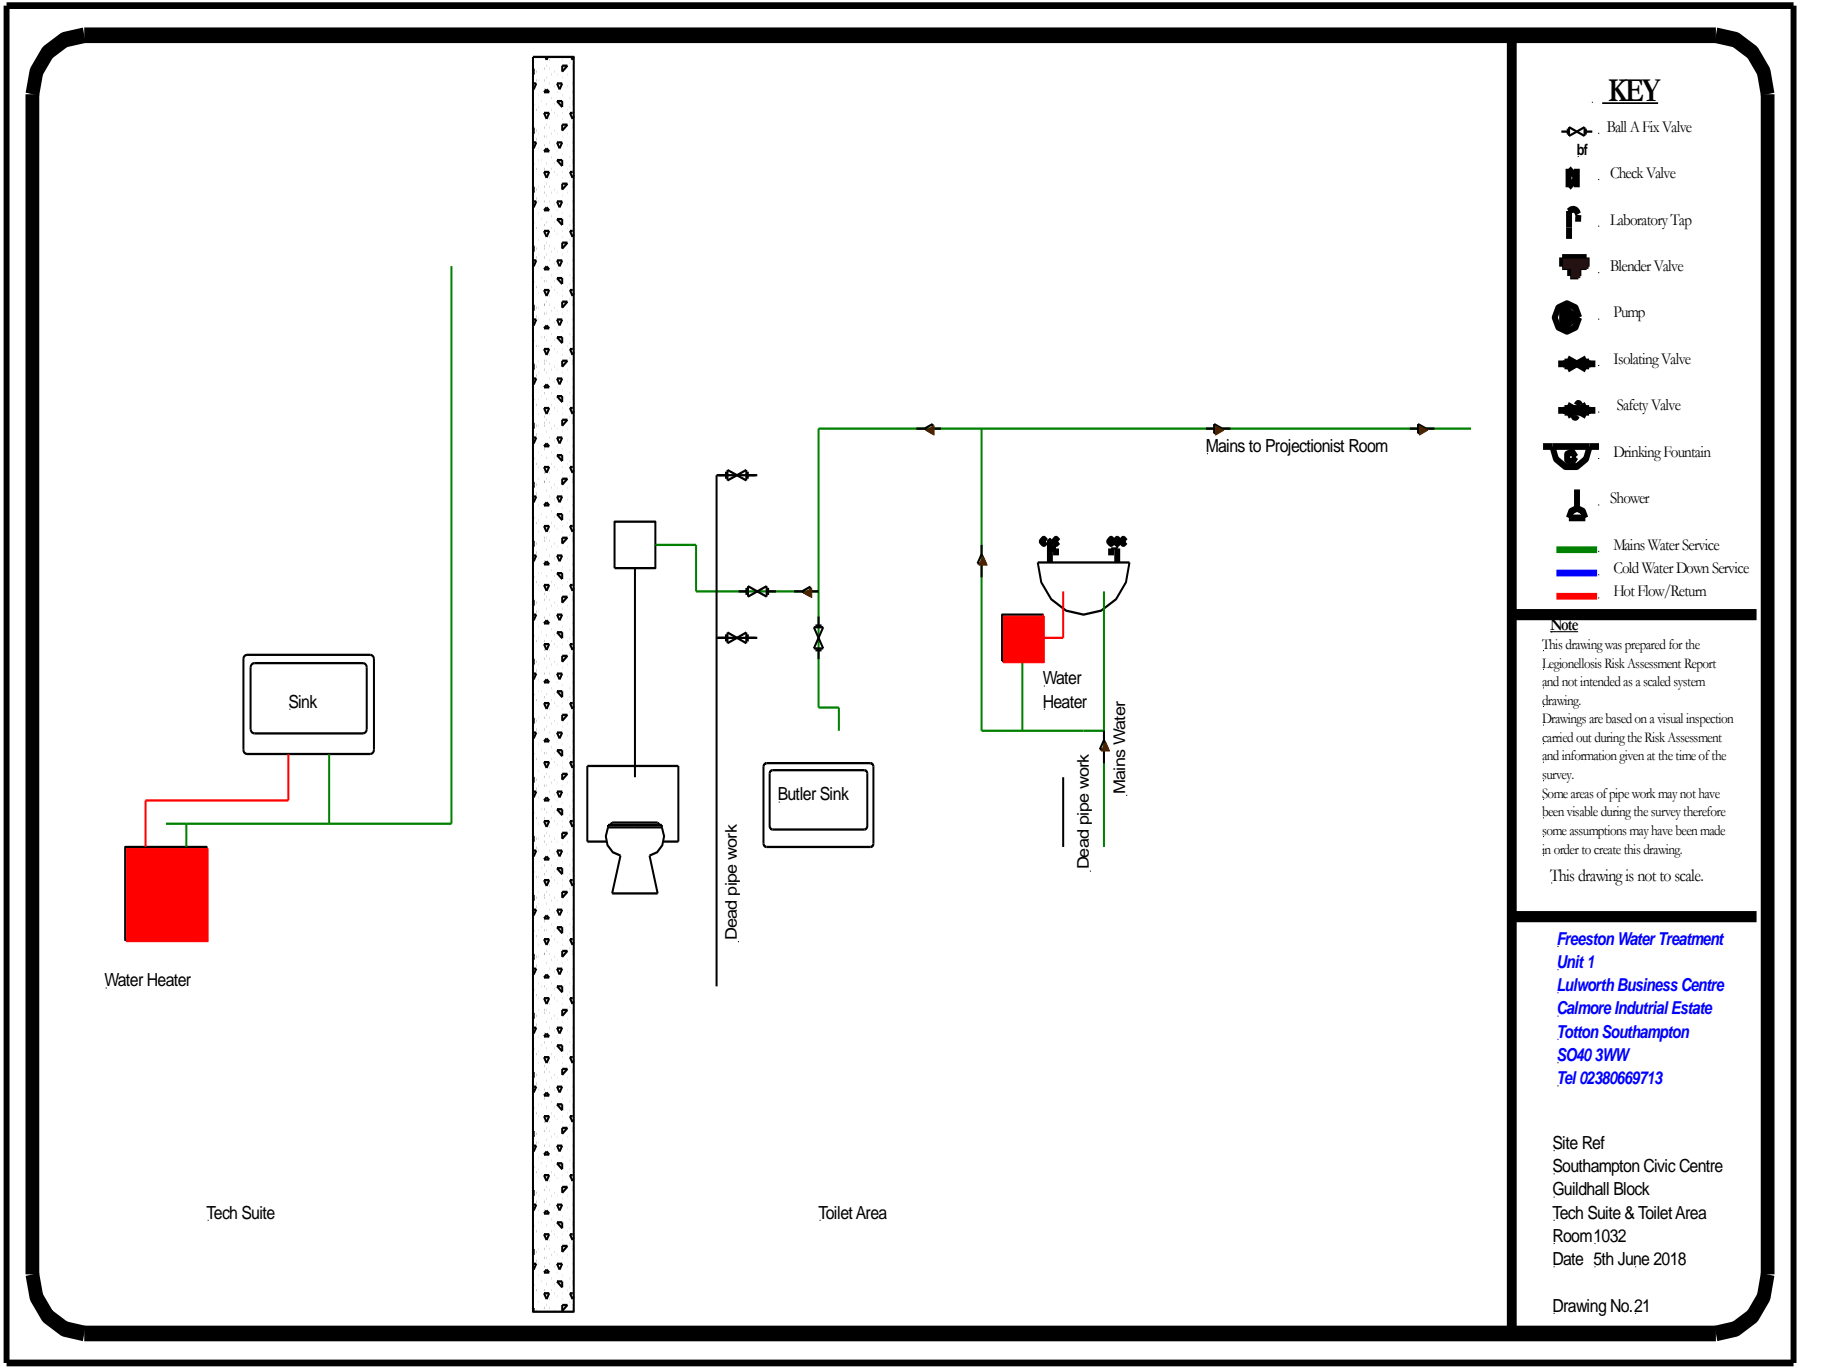 KEY
Ball A Fix Valve
bf
Check Valve
Laboratory Tap
Blender Valve
Pump
Isolating Valve
Safety Valve
Drinking Fountain
Shower
Mains Water Service
Cold Water Down Service
Hot Flow/Return
Note
This drawing was prepared for the
Legionellosis Risk Assessment Report
and not intended as a scaled system
drawing.
Drawings are based on a visual inspection
carried out during the Risk Assessment
and information given at the time of the
survey.
Some areas of pipe work may not have
been visable during the survey therefore
some assumptions may have been made
in order to create this drawing.
This drawing is not to scale.
Freeston Water Treatment
Unit 1
Lulworth Business Centre
Calmore Indutrial Estate
Totton Southampton
SO40 3WW
Tel 02380669713
Site Ref
Southampton Civic Centre
Guildhall Block
Tech Suite & Toilet Area
Room 1032
Date 5th June 2018
Drawing No. 21
Mains to Projectionist Room
Sink
Water
Heater
Mains Water
Dead pipe work
Butler Sink
Dead pipe work
Water Heater
Tech Suite
Toilet Area